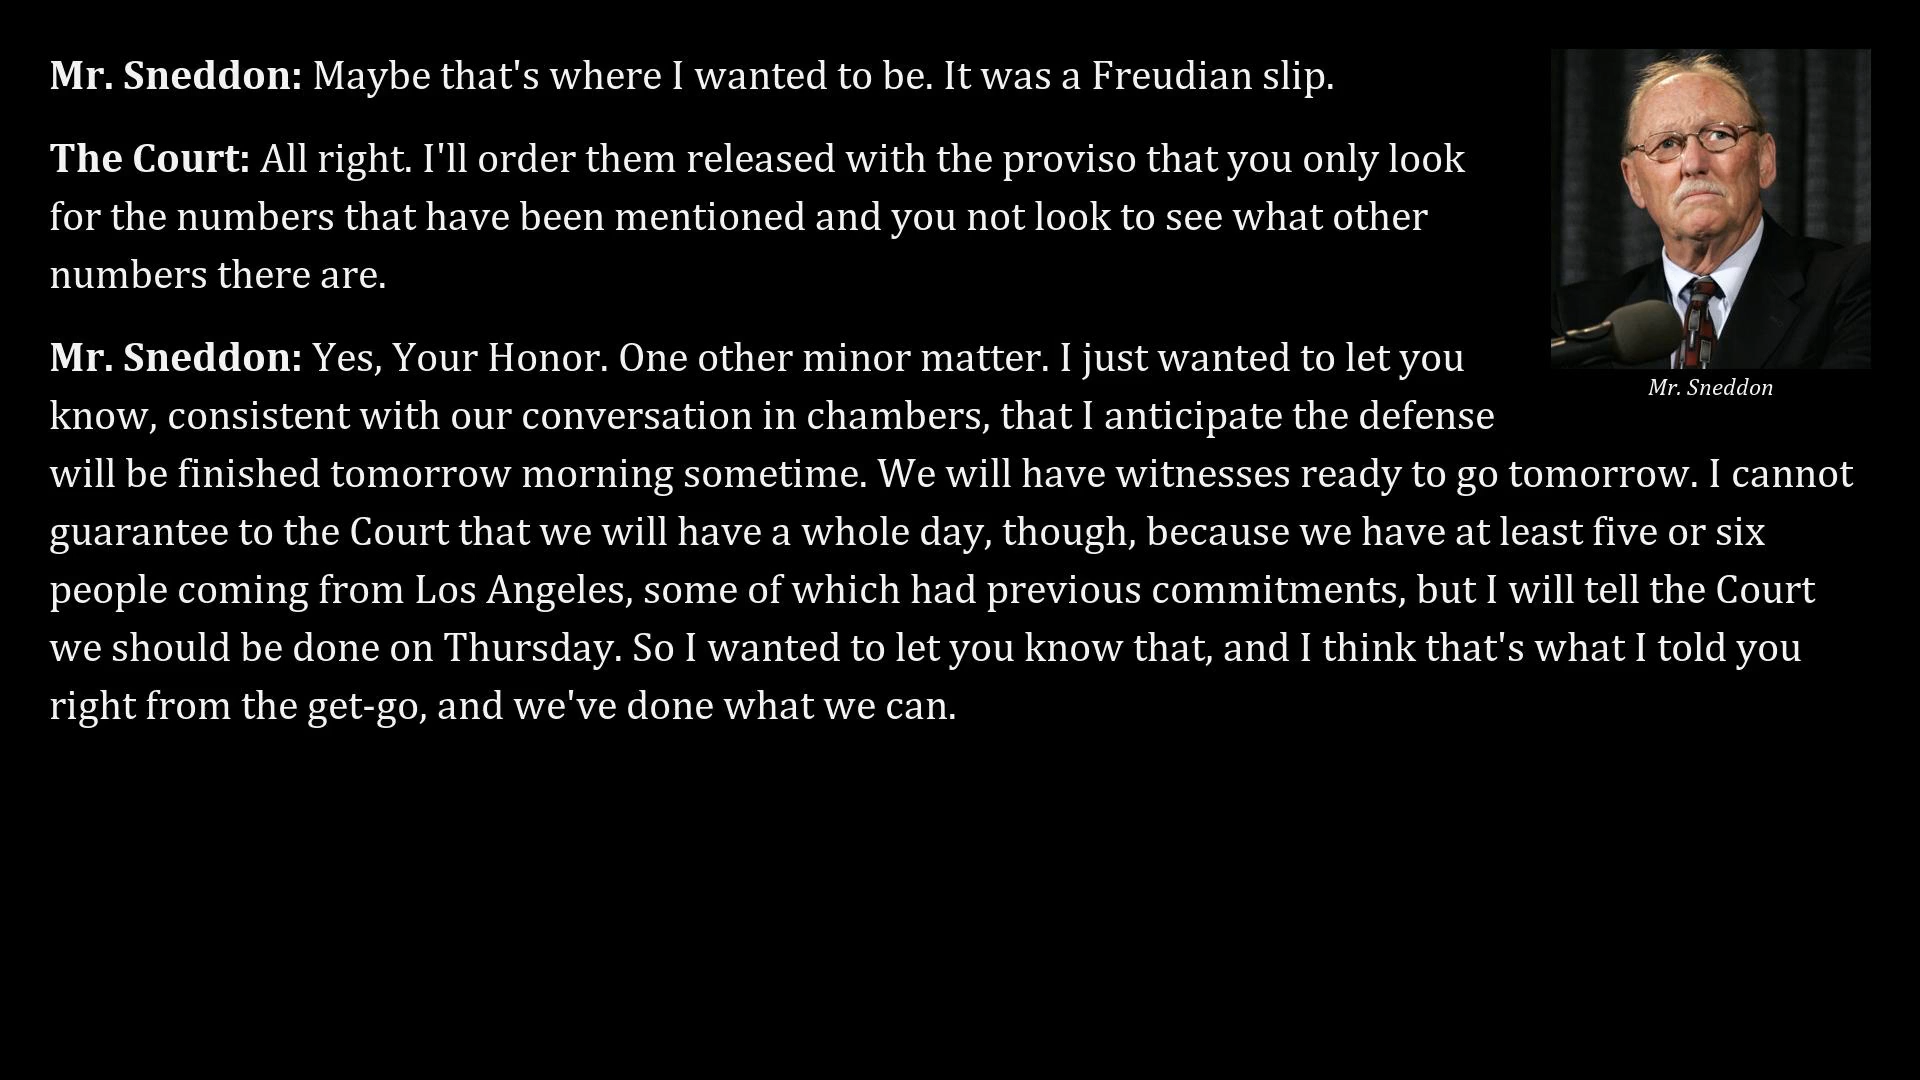 Mr. Sneddon: Maybe that's where I wanted to be. It was a Freudian slip.
The Court: All right. I'll order them released with the proviso that you only look
for the numbers that have been mentioned and you not look to see what other
numbers there are.
Mr. Sneddon: Yes, Your Honor. One other minor matter. I just wanted to let you
know, consistent with our conversation in chambers, that I anticipate the defense
will be finished tomorrow morning sometime. We will have witnesses ready to go tomorrow. I cannot
guarantee to the Court that we will have a whole day, though, because we have at least five or six
people coming from Los Angeles, some of which had previous commitments, but I will tell the Court
we should be done on Thursday. So I wanted to let you know that, and I think that's what I told you
right from the get-go, and we've done what we can.
Mr. Sneddon